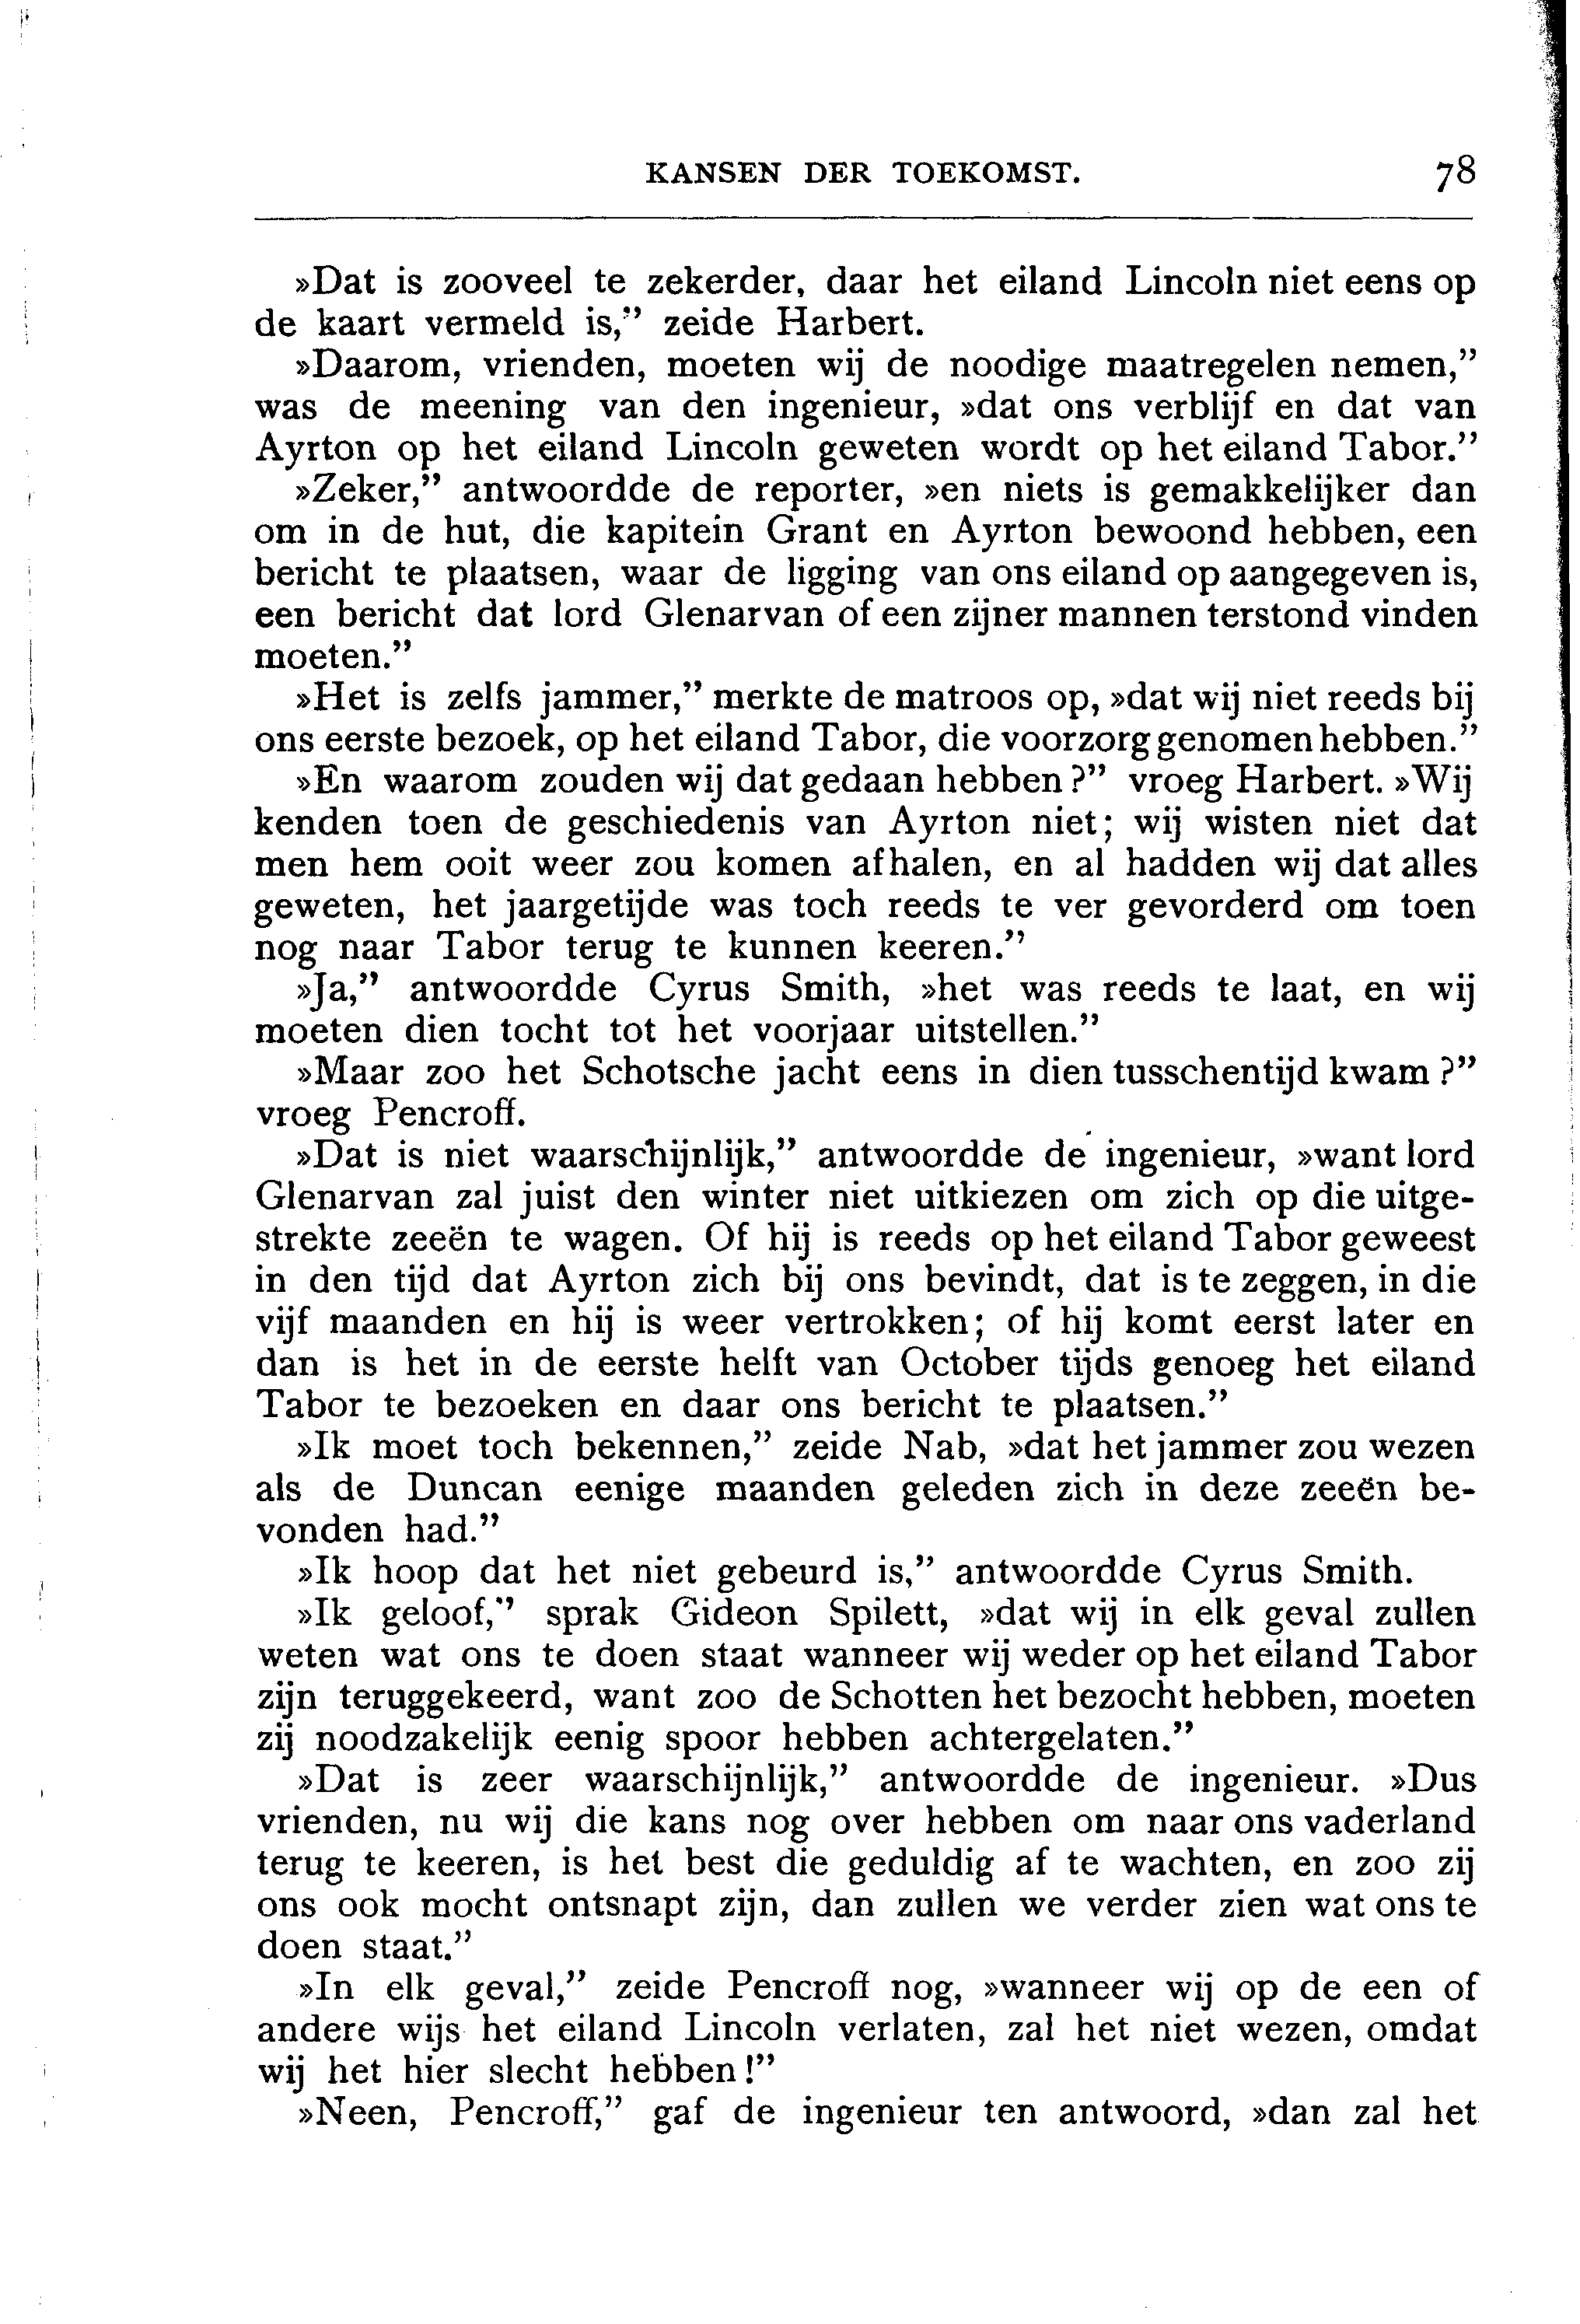 KANSEN DER TOEKOMST. 78
»Dat is zooveel te zekerder, daar het eiland Lincoln niet eens op
de kaart vermeld is,” zeide Harbert.
»Daarom, vrienden, moeten wij de noodige maatregelen nemen,”
was de meening van den ingenieur, »dat ons verblijf en dat van
Ayrton op het eiland Lincoln geweten wordt op het eiland Tabor.”
»Zeker,” antwoordde de reporter, »en niets is gemakkelijker dan
om in de hut, die kapitein Grant en Ayrton bewoond hebben, een
bericht te plaatsen, waar de ligging van ons eiland op aangegeven is,
een bericht dat lord Glenarvan of een zijner mannen terstond vinden
moeten.”
»Het is zelfs jammer,” merkte de matroos op, »dat wij niet reeds bij
ons eerste bezoek, op het eiland Tabor, die voorzorg genomen hebben.”
»En waarom zouden wij dat gedaan hebben?” vroeg Harbert. »Wij
kenden toen de geschiedenis van Ayrton niet; wij wisten niet dat
men hem ooit weer zou komen afhalen, en al hadden wij dat alles
geweten, het jaargetijde was toch reeds te ver gevorderd om toen
nog naar Tabor terug te kunnen keeren.”
»Ja,” antwoordde Cyrus Smith, »het was reeds te laat, en wij
moeten dien tocht tot het voorjaar uitstellen.”
»Maar zoo het Schotsche jacht eens in dien tusschentijd kwam?”
vroeg Pencroff.
»Dat is niet waarschijnlijk,” antwoordde de ingenieur, »want lord
Glenarvan zal juist den winter niet uitkiezen om zich op die uitge-
strekte zeeën te wagen. Of hij is reeds op het eiland Tabor geweest
in den tijd dat Ayrton zich bij ons bevindt, dat is te zeggen, in die
vijf maanden en hij is weer vertrokken; of hij komt eerst later en
dan is het in de eerste helft van October tijds genoeg het eiland
Tabor te bezoeken en daar ons bericht te plaatsen.”
»Ik moet toch bekennen,” zeide Nab, »dat het jammer zou wezen
als de Duncan eenige maanden geleden zich in deze zeeën be-
vonden had.”
»Ik hoop dat het niet gebeurd is,” antwoordde Cyrus Smith.
»Ik geloof,” sprak Gideon Spilett, »dat wij in elk geval zullen
weten wat ons te doen staat wanneer wij weder op het eiland Tabor
zijn teruggekeerd, want zoo de Schotten het bezocht hebben, moeten
zij noodzakelijk eenig spoor hebben achtergelaten.”
»Dat is zeer waarschijnlijk,” antwoordde de ingenieur. »Dus
vrienden, nu wij die kans nog over hebben om naar ons vaderland
terug te keeren, is het best die geduldig af te wachten, en zoo zij
ons ook mocht ontsnapt zijn, dan zullen we verder zien wat ons te
doen staat.”
»In elk geval,” zeide Pencroff nog, »wanneer wij op de een of
andere wijs het eiland Lincoln verlaten, zal het niet wezen, omdat
wij het hier slecht hebben!”
»Neen, Pencroff,” gaf de ingenieur ten antwoord, »dan zal het